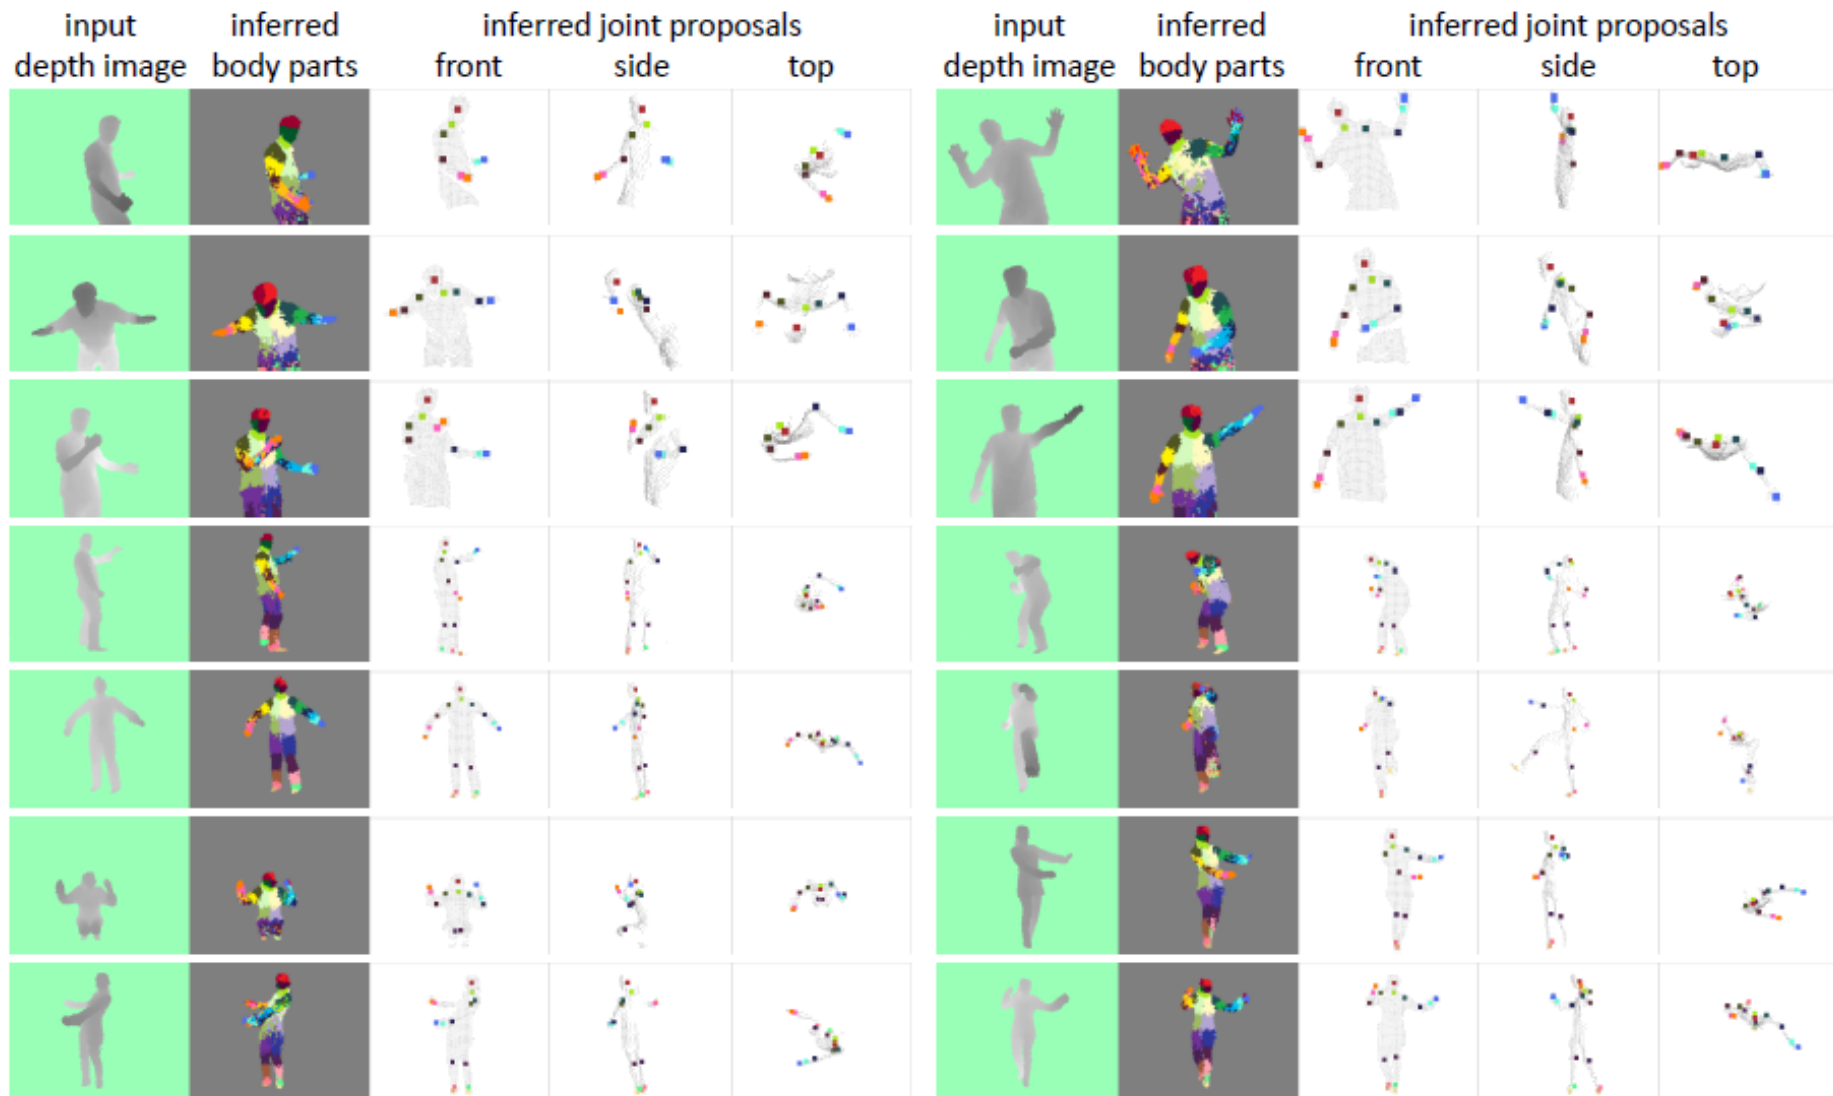 input inferred inferred joint proposals input inferred inferred joint proposals
depth image body parts front side top depth image body parts front side top